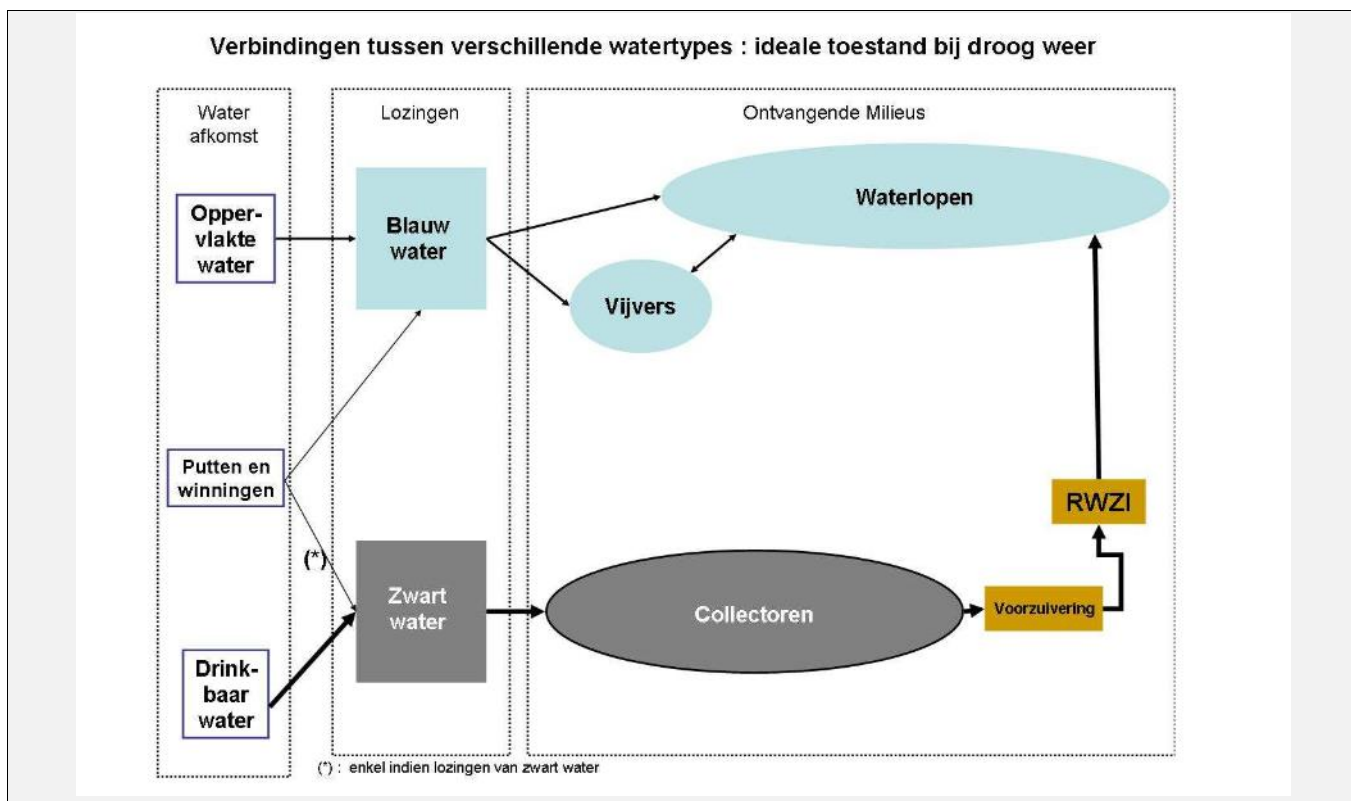 Verbindingen tussen verschillende watertypes : ideale toestand bij droog weer
Water
afkomst
Lozingen
Ontvangende Milieus
Opper-
vlakte
water
Blauw
water
Waterlopen
Vijvers
Putten en
winningen
(*)
RWZI
Zwart
water
Collectoren
Voorzuivering
Drink-
baar
water
(*) : enkel indien lozingen van zwart water